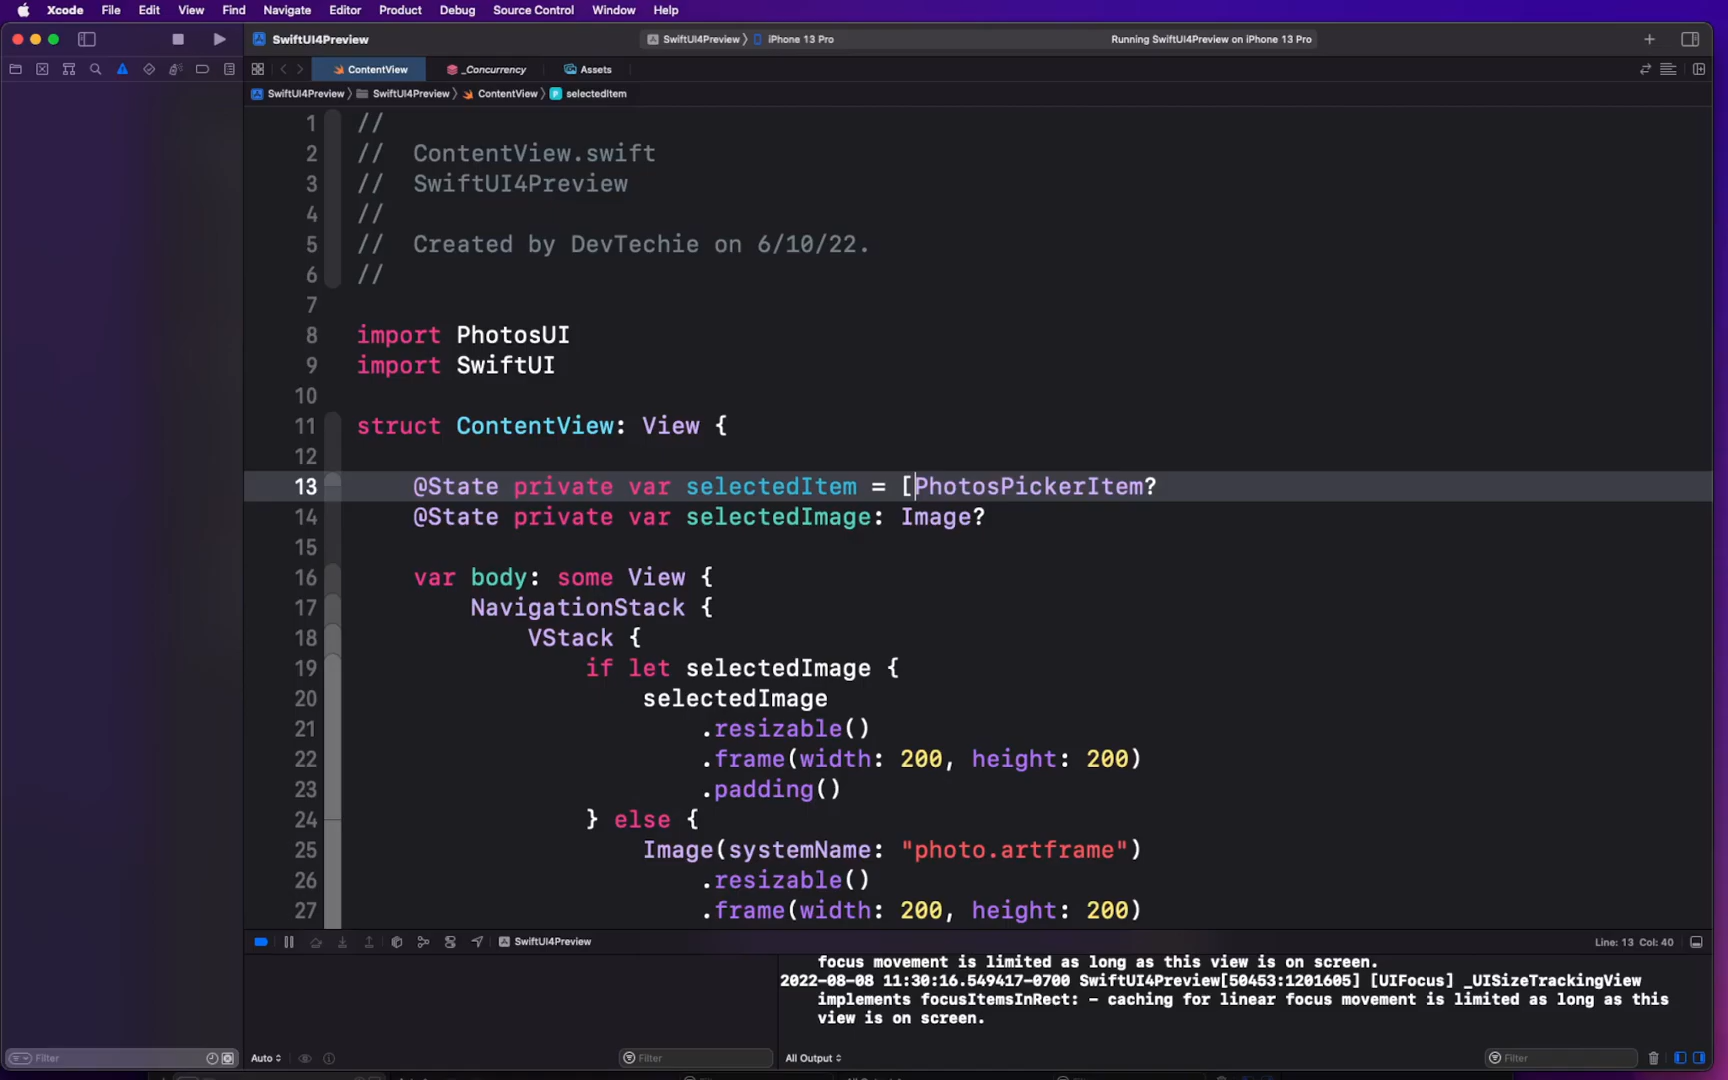 Xcode File Edit View Find Navigate Editor Product Debug Source Control Window Help
SwiftUI4Preview SwiftUI4Preview iPhone 13 Pro Running SwiftUI4Preview on iPhone 13 Pro
ContentView _Concurrency Assets
SwiftUI4Preview SwiftUI4Preview ContentView P selectedItem
1 //
2 // ContentView.swift
3 // SwiftUI4Preview
4 //
5 // Created by DevTechie on 6/10/22.
6 //
7
8 import PhotosUI
9 import SwiftUI
10
11 struct ContentView: View {
12
13 @State private var selectedItem = [PhotosPickerItem?
14 @State private var selectedImage: Image?
15
16 var body: some View {
17 NavigationStack {
18 VStack {
19 if let selectedImage {
20 selectedImage
21 .resizable()
22 .frame(width: 200, height: 200)
23 .padding()
24 } else {
25 Image(systemName: "photo.artframe")
26 .resizable()
27 .frame(width: 200, height: 200)
SwiftUI4Preview Line: 13 Col: 40
focus movement is limited as long as this view is on screen.
2022-08-08 11:30:16.549417-0700 SwiftUI4Preview[50453:1201605] [UIFocus] _UISizeTrackingView
implements focusItemsInRect: - caching for linear focus movement is limited as long as this
view is on screen.
Filter Auto Filter All Output Filter